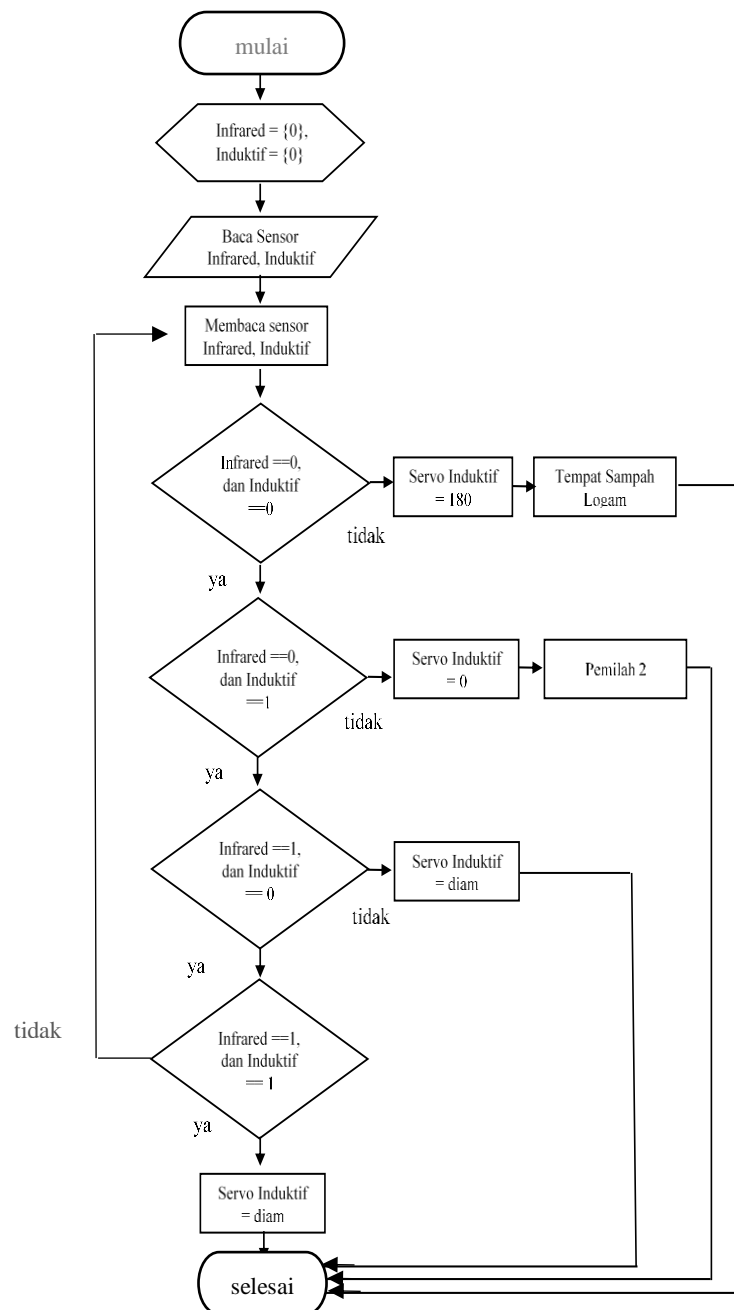 mulai
Infrared = {0},
Induktif = {0}
Baca Sensor
Infrared, Induktif
Membaca sensor
Infrared, Induktif
Infrared ==0,
dan Induktif
==0
tidak
Servo Induktif
= 180
Tempat Sampah
Logam
ya
Infrared ==0,
dan Induktif
==1
tidak
Servo Induktif
= 0
Pemilah 2
ya
Infrared ==1,
dan Induktif
== 0
tidak
Servo Induktif
= diam
ya
tidak
Infrared ==1,
dan Induktif
== 1
ya
Servo Induktif
= diam
selesai